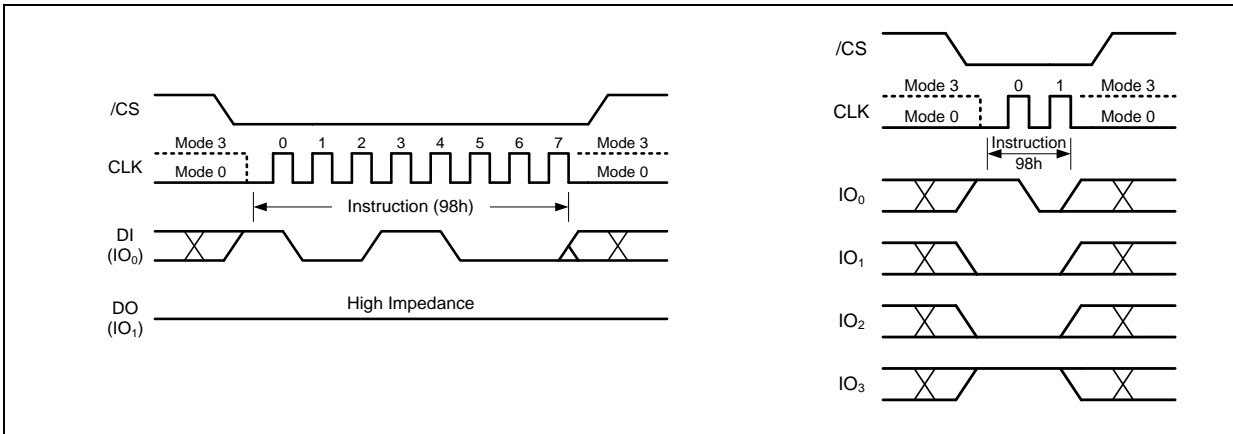 /CS
Mode 3 0 1 2 3 4 5 6 7 Mode 3
CLK
Mode 0 Mode 0
Instruction (98h)
DI
(IO0)
High Impedance
DO
(IO1)
/CS
Mode 3 0 1 Mode 3
CLK
Mode 0 Mode 0
Instruction
98h
IO0
IO1
IO2
IO3